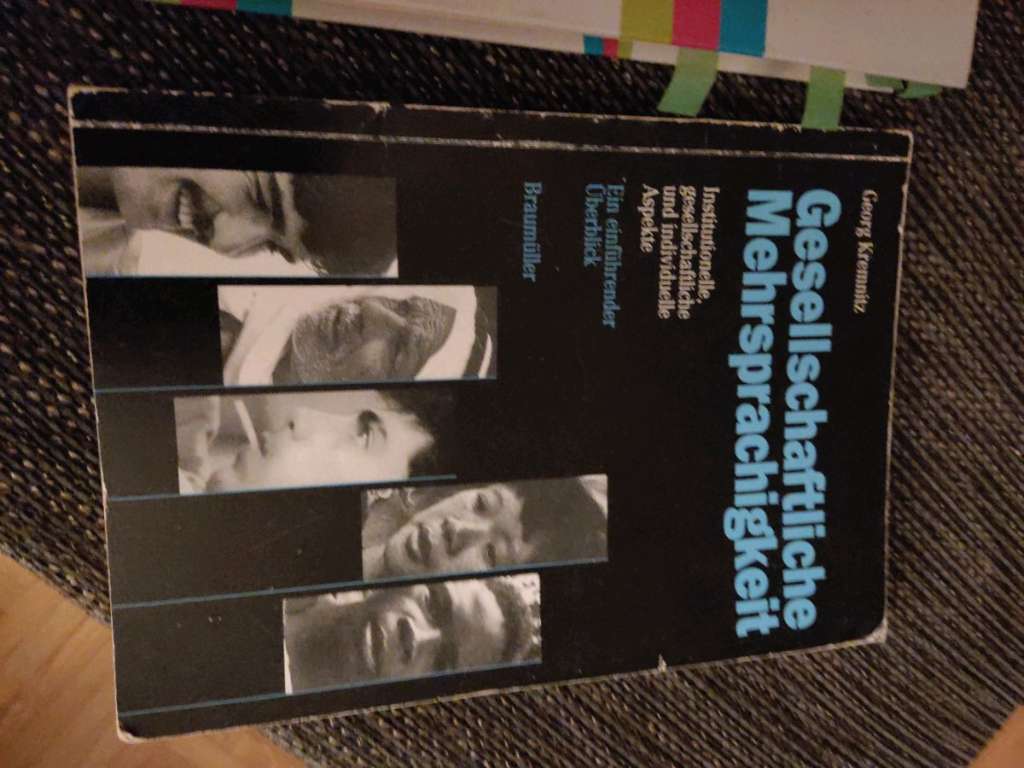 Georg Kremnitz
Gesellschaftliche
Mehrsprachigkeit
Institutionelle,
gesellschaftliche
und individuelle
Aspekte
Ein einführender
Überblick
Braumüller